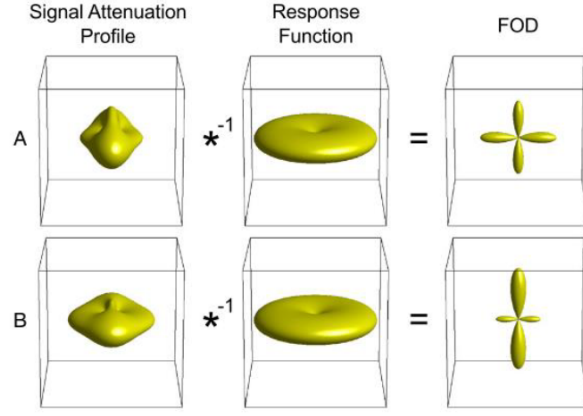 Signal Attenuation Profile
Response Function
FOD
A *-1 =
B *-1 =